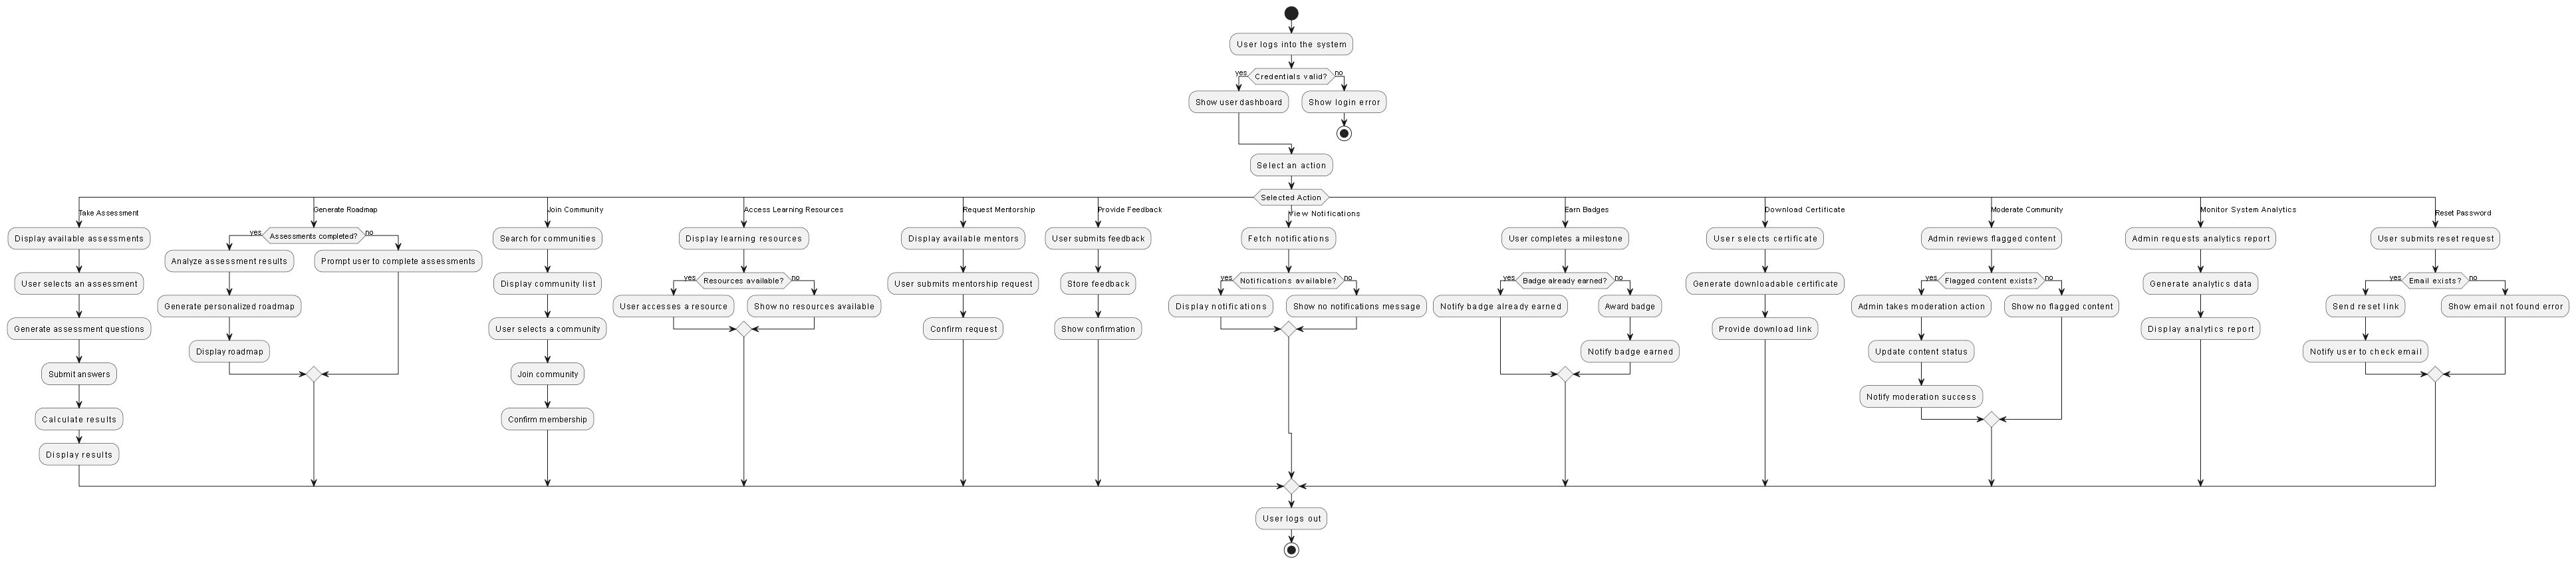 User logs into the system
yes
Credentials valid?
no
Show user dashboard
Show login error
Select an action
Selected Action
Take Assessment
Display available assessments
User selects an assessment
Generate assessment questions
Submit answers
Calculate results
Display results
Generate Roadmap
yes
Assessments completed?
no
Analyze assessment results
Prompt user to complete assessments
Generate personalized roadmap
Display roadmap
Join Community
Search for communities
Display community list
User selects a community
Join community
Confirm membership
Access Learning Resources
Display learning resources
yes
Resources available?
no
User accesses a resource
Show no resources available
Request Mentorship
Display available mentors
User submits mentorship request
Confirm request
Provide Feedback
User submits feedback
Store feedback
Show confirmation
View Notifications
Fetch notifications
yes
Notifications available?
no
Display notifications
Show no notifications message
Earn Badges
User completes a milestone
yes
Badge already earned?
no
Notify badge already earned
Award badge
Notify badge earned
Download Certificate
User selects certificate
Generate downloadable certificate
Provide download link
Moderate Community
Admin reviews flagged content
yes
Flagged content exists?
no
Admin takes moderation action
Show no flagged content
Update content status
Notify moderation success
Monitor System Analytics
Admin requests analytics report
Generate analytics data
Display analytics report
Reset Password
User submits reset request
yes
Email exists?
no
Send reset link
Show email not found error
Notify user to check email
User logs out